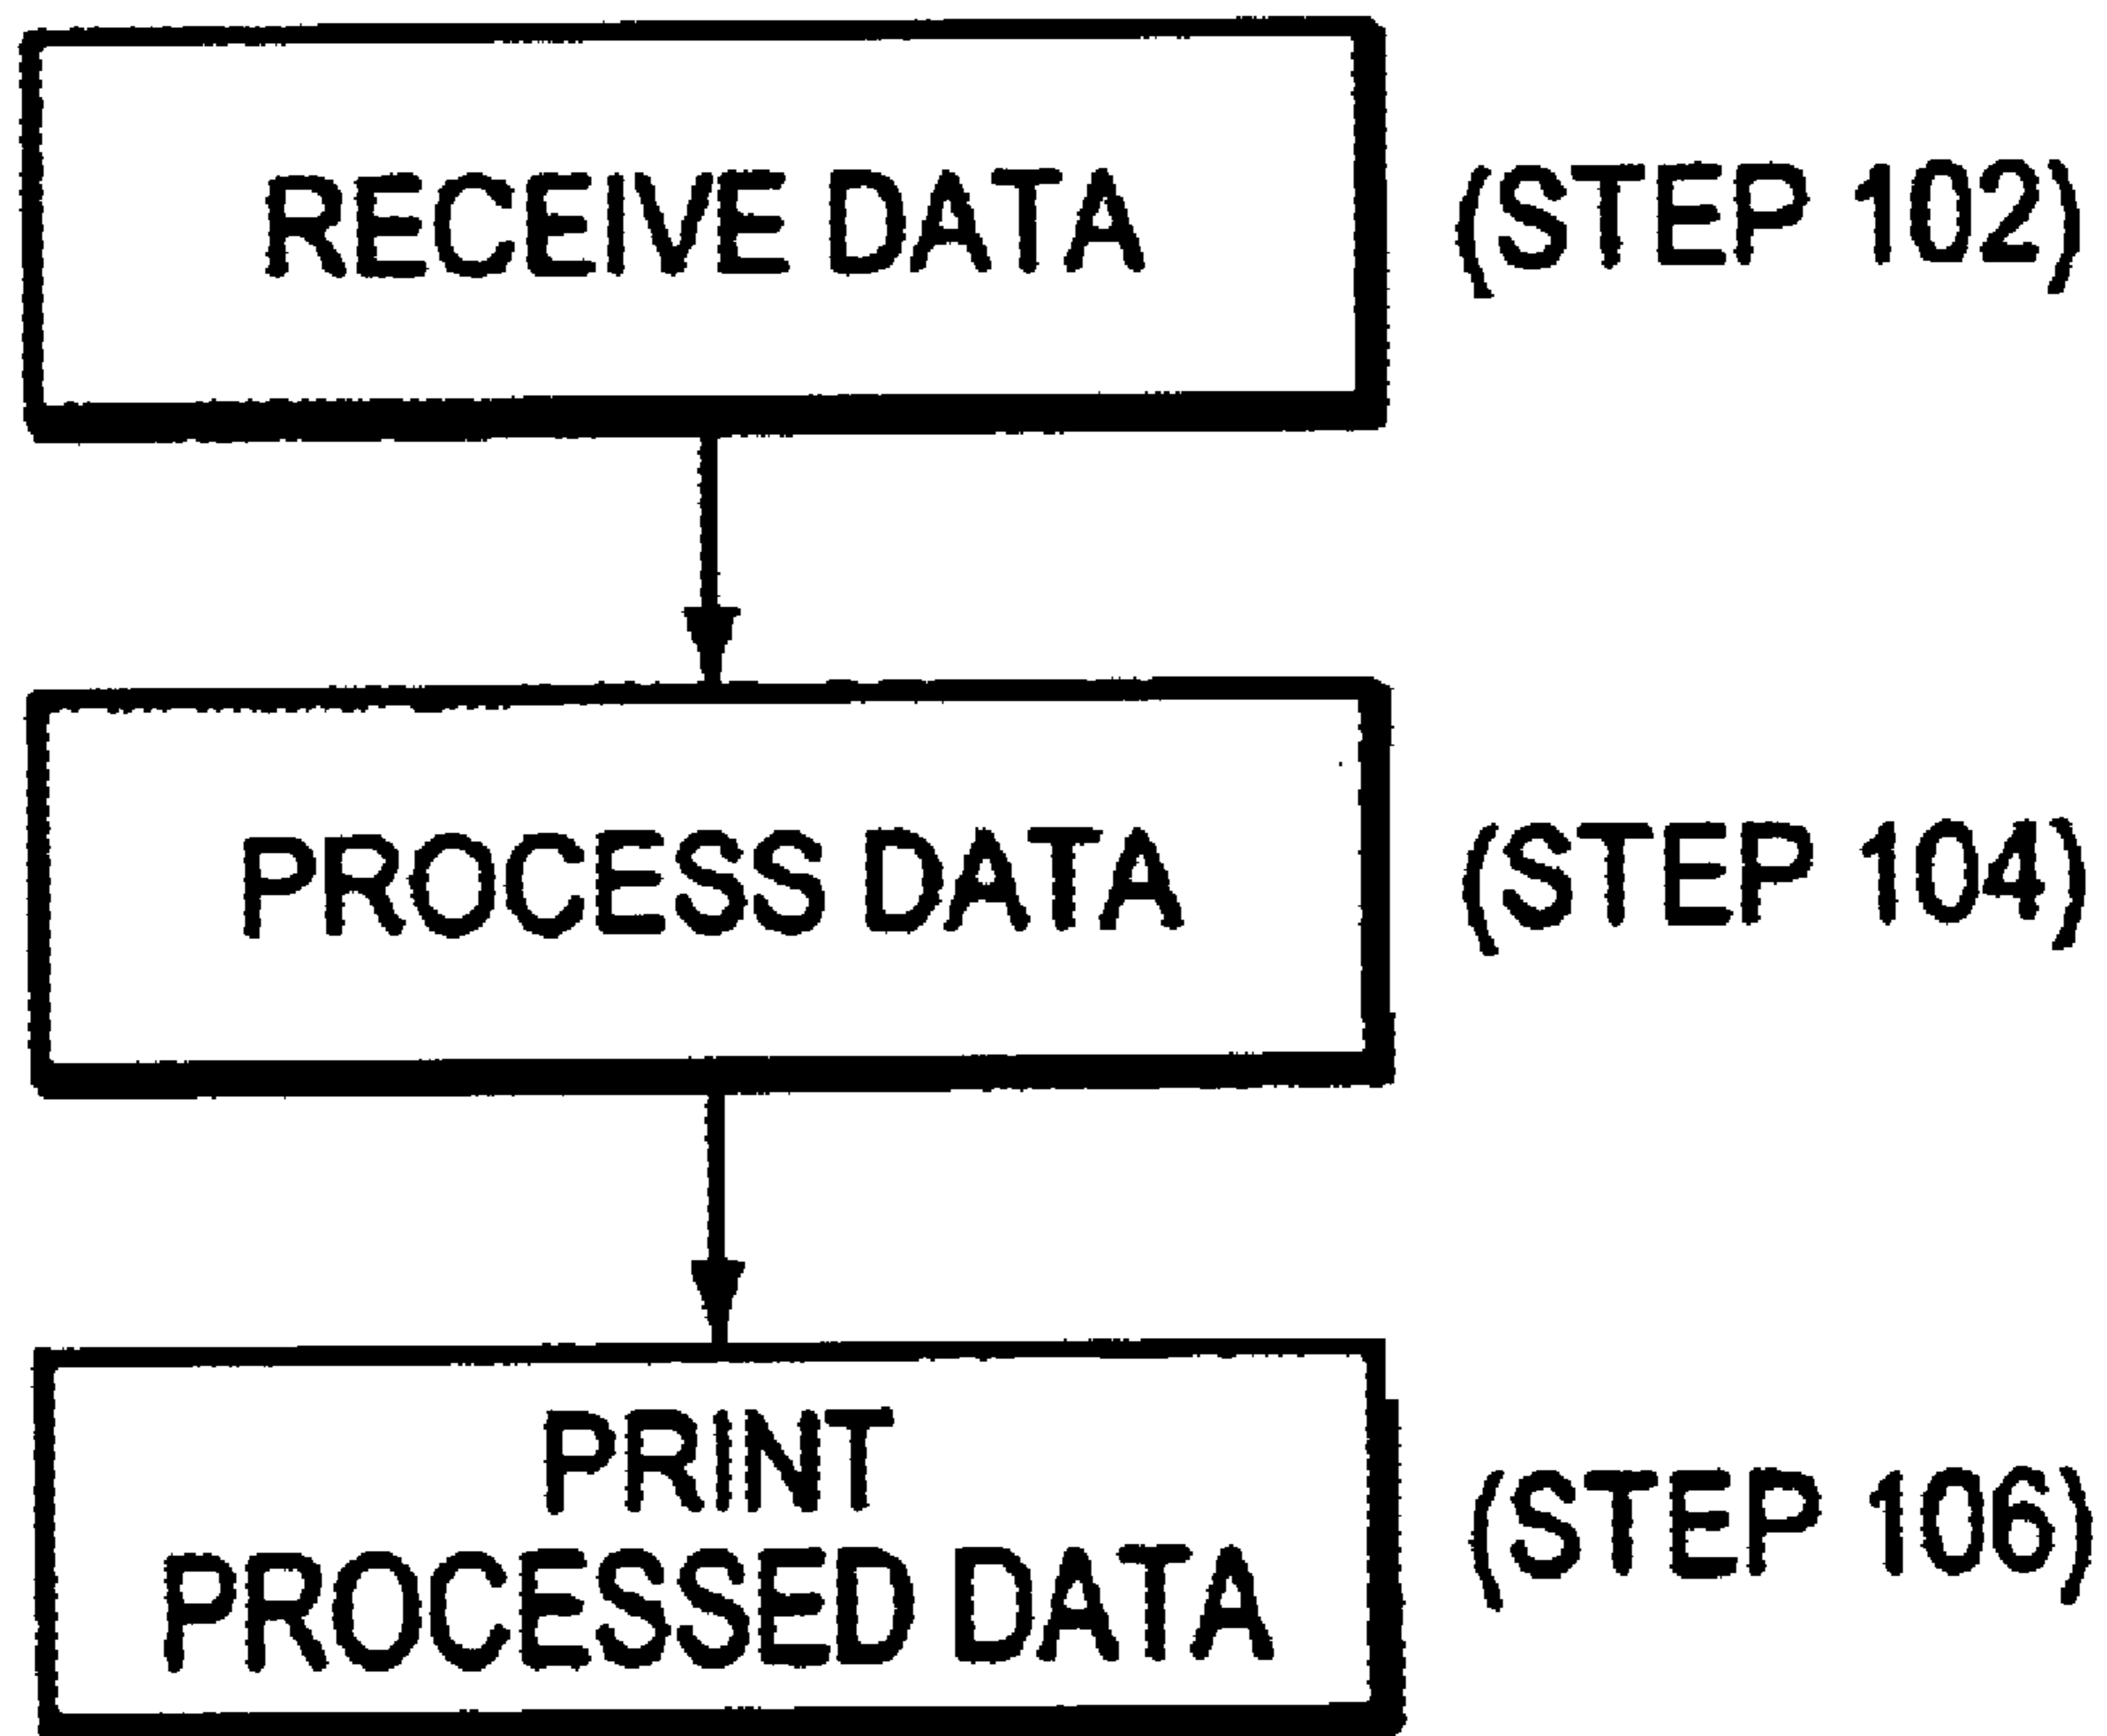 RECEIVE DATA (STEP 102)
PROCESS DATA (STEP 104)
PRINT
PROCESSED DATA (STEP 106)